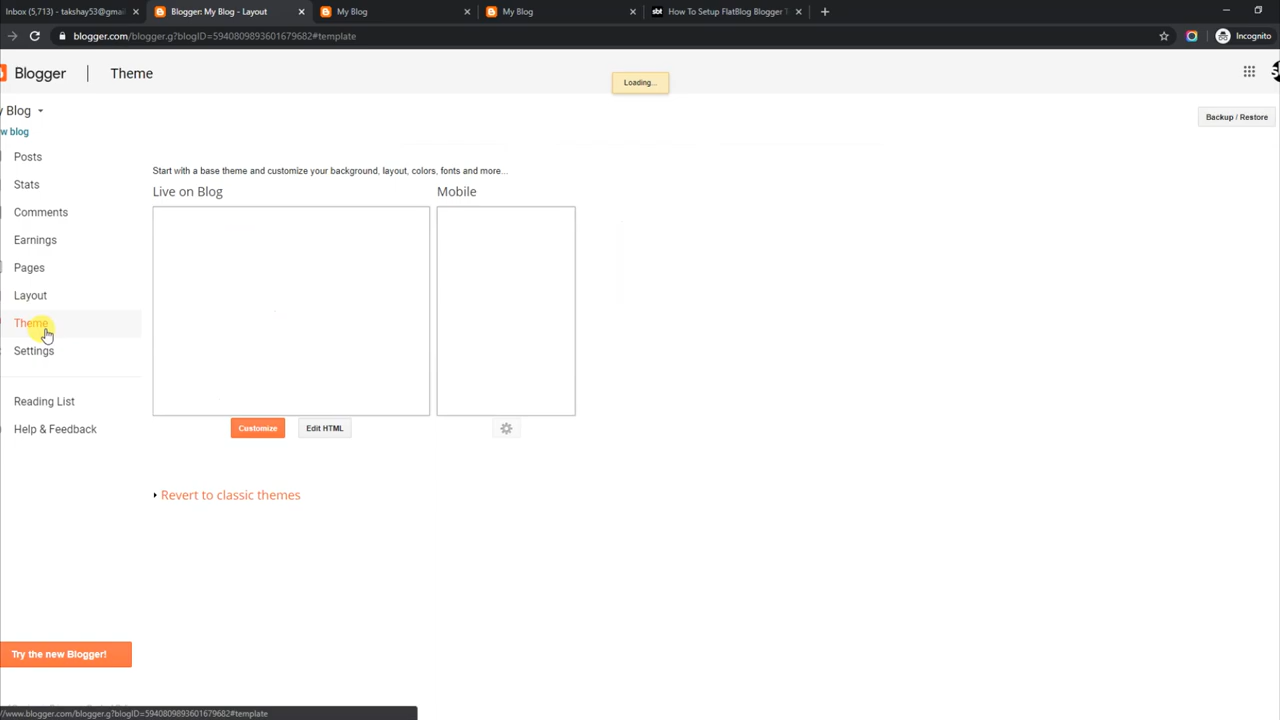 Inbox (5,713) - takshay53@gmail
Blogger: My Blog - Layout
My Blog
My Blog
sbt How To Setup FlatBlog Blogger T
blogger.com/blogger.g?blogID=5940809893601679682#template
Incognito
Blogger
Theme
Loading...
y Blog
w blog
Backup / Restore
Posts
Stats
Comments
Earnings
Pages
Layout
Theme
Settings
Reading List
Help & Feedback
Start with a base theme and customize your background, layout, colors, fonts and more...
Live on Blog
Mobile
Customize
Edit HTML
Revert to classic themes
Try the new Blogger!
//www.blogger.com/blogger.g?blogID=5940809893601679682#template